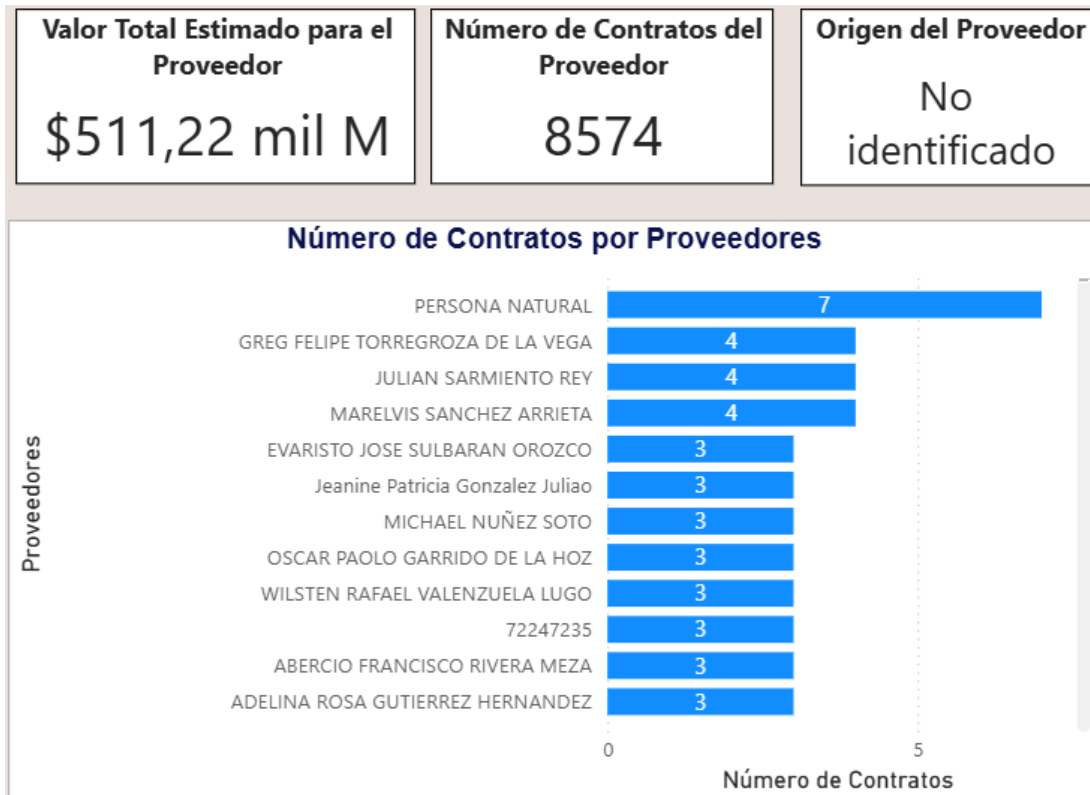 Valor Total Estimado para el
Proveedor
$511,22 mil M
Número de Contratos del
Proveedor
8574
Origen del Proveedor
No
identificado
Número de Contratos por Proveedores
Proveedores
PERSONA NATURAL 7
GREG FELIPE TORREGROZA DE LA VEGA 4
JULIAN SARMIENTO REY 4
MARELVIS SANCHEZ ARRIETA 4
EVARISTO JOSE SULBARAN OROZCO 3
Jeanine Patricia Gonzalez Juliao 3
MICHAEL NUÑEZ SOTO 3
OSCAR PAOLO GARRIDO DE LA HOZ 3
WILSTEN RAFAEL VALENZUELA LUGO 3
72247235 3
ABERCIO FRANCISCO RIVERA MEZA 3
ADELINA ROSA GUTIERREZ HERNANDEZ 3
0 5
Número de Contratos